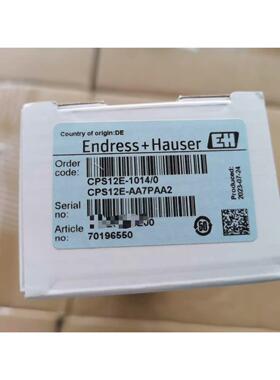 Country of origin:DE
Endress+Hauser
EH
Order code:
CPS12E-1014/0
CPS12E-AA7PAA2
Serial no.:
Article no.:
70196550
Produced:
2023-07-24